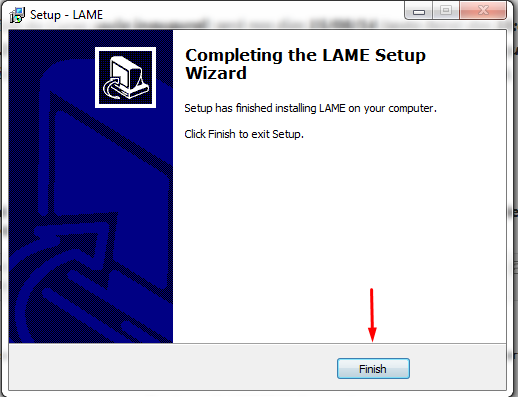 Setup - LAME
Completing the LAME Setup
Wizard
Setup has finished installing LAME on your computer.
Click Finish to exit Setup.
Finish